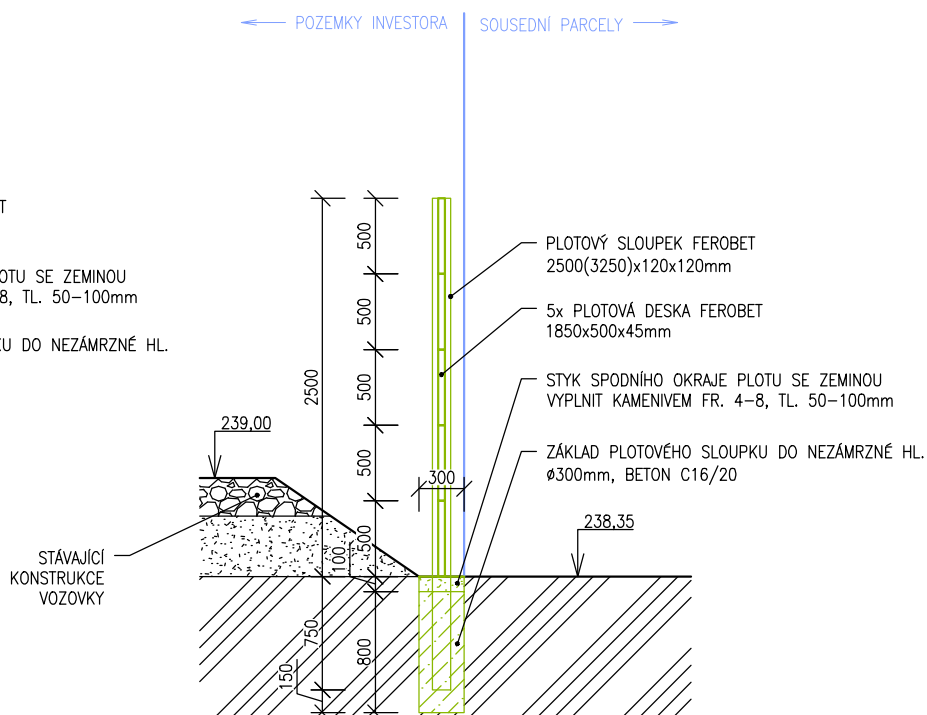 POZEMKY INVESTORA
SOUSEDNÍ PARCELY
T
LOTU SE ZEMINOU
8, TL. 50-100mm
KU DO NEZÁMRZNÉ HL.
PLOTOVÝ SLOUPEK FEROBET
2500(3250)x120x120mm
5x PLOTOVÁ DESKA FEROBET
1850x500x45mm
STYK SPODNÍHO OKRAJE PLOTU SE ZEMINOU
VYPLNIT KAMENIVEM FR. 4-8, TL. 50-100mm
ZÁKLAD PLOTOVÉHO SLOUPKU DO NEZÁMRZNÉ HL.
ø300mm, BETON C16/20
500
500
500
500
500
2500
300
100
750
800
150
239,00
238,35
STÁVAJÍCÍ
KONSTRUKCE
VOZOVKY